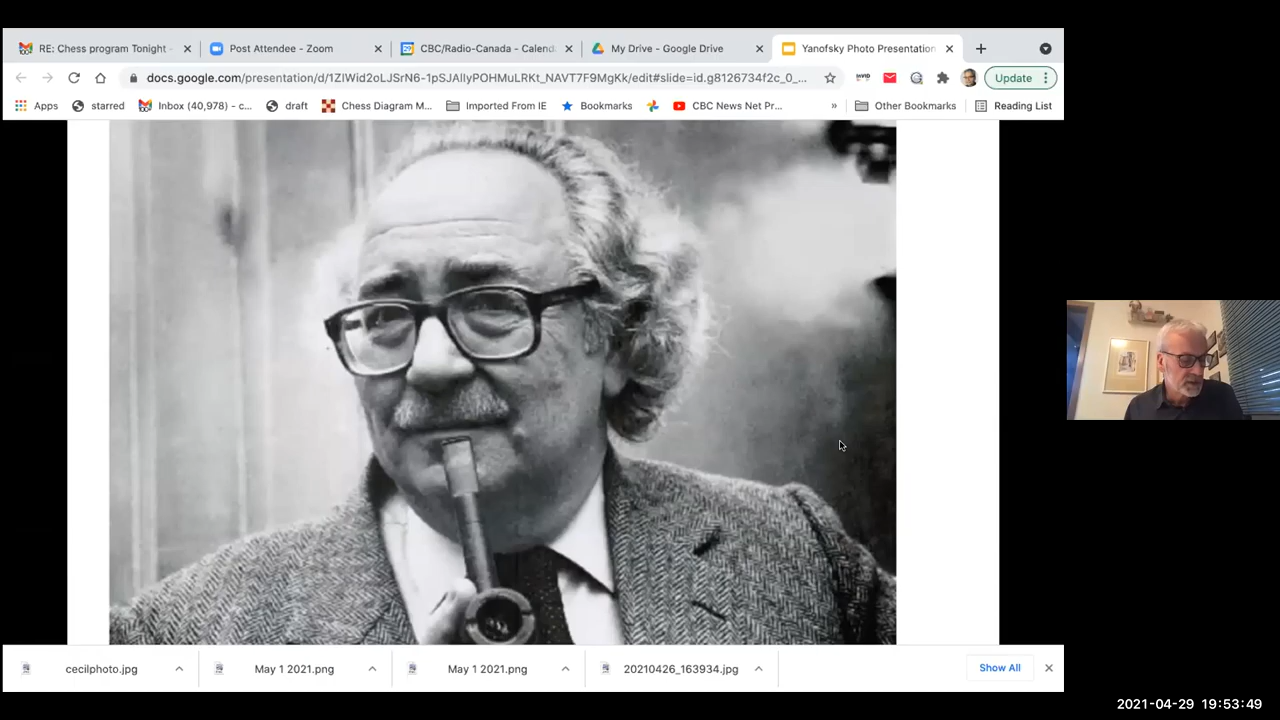 RE: Chess program Tonight -
Post Attendee - Zoom
CBC/Radio-Canada - Calend
My Drive - Google Drive
Yanofsky Photo Presentation
docs.google.com/presentation/d/1ZIWid2oLJSrN6-1pSJAllyPOHMuLRKt_NAVT7F9MgKk/edit#slide=id.g8126734f2c_0_...
Update
Apps
starred
Inbox (40,978) - c...
draft
Chess Diagram M...
Imported From IE
Bookmarks
CBC News Net Pr...
»
Other Bookmarks
Reading List
cecilphoto.jpg
May 1 2021.png
May 1 2021.png
20210426_163934.jpg
Show All
2021-04-29 19:53:49